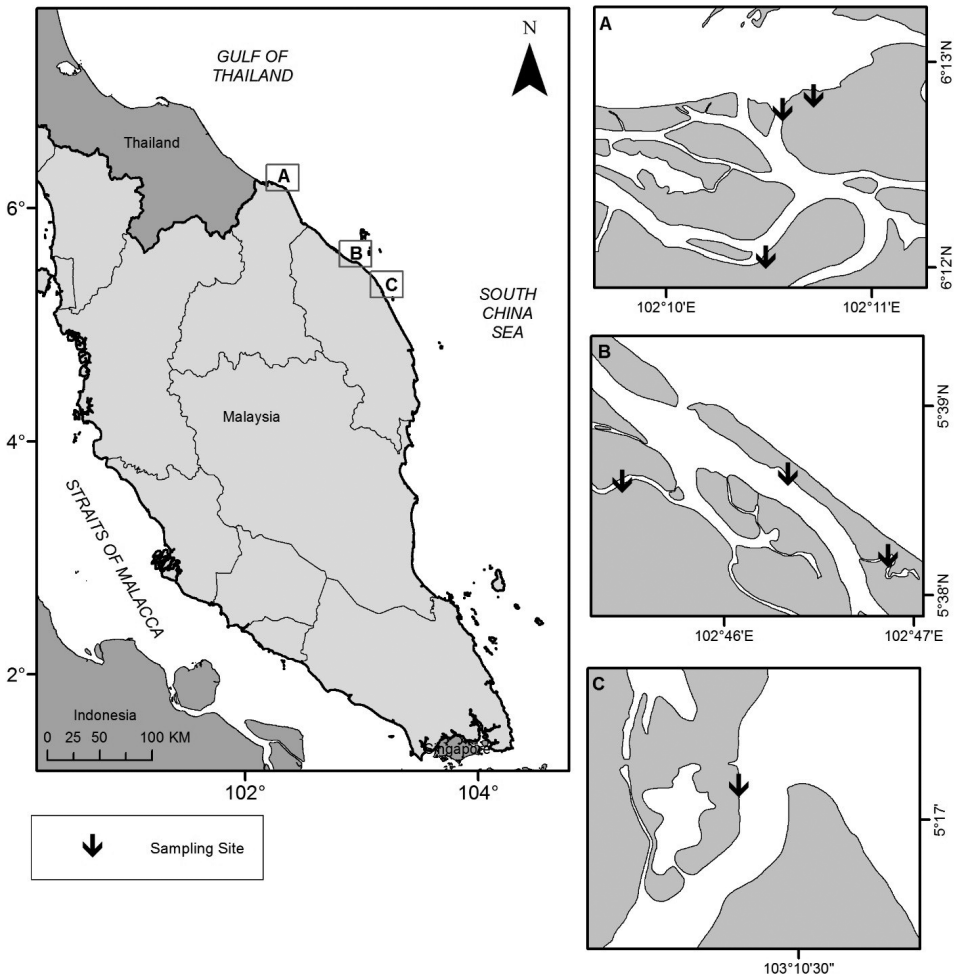 N
GULF OF
THAILAND
Thailand
A
6°
B
C
SOUTH
CHINA
SEA
Malaysia
4°
STRAITS OF MALACCA
2°
Indonesia
0 25 50 100 KM
Singapore
102°
104°
Sampling Site
A
6°13'N
6°12'N
102°10'E
102°11'E
B
5°39'N
5°38'N
102°46'E
102°47'E
C
5°17'
103°10'30"